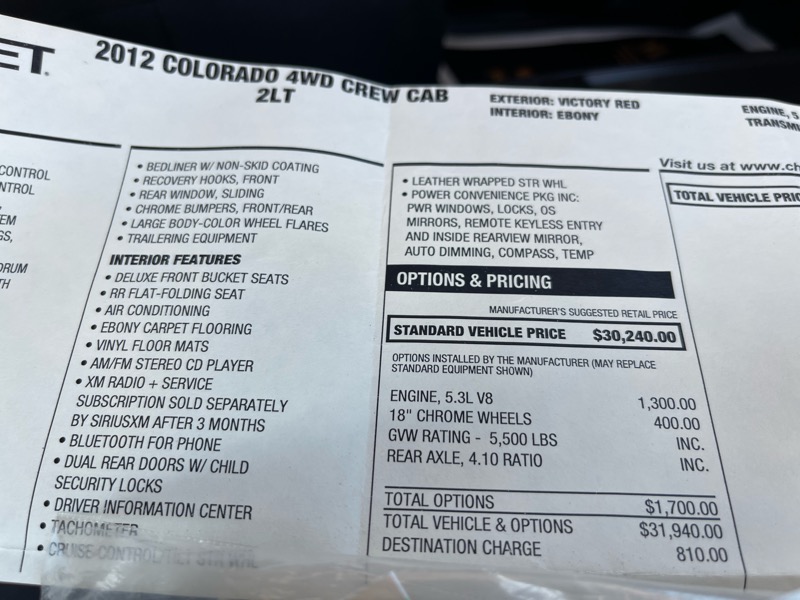 ET.
2012 COLORADO 4WD CREW CAB
2LT
EXTERIOR: VICTORY RED
INTERIOR: EBONY
ENGINE, 5.
CONTROL
• BEDLINER W/ NON-SKID COATING
• RECOVERY HOOKS, FRONT
• REAR WINDOW, SLIDING
• CHROME BUMPERS, FRONT/REAR
• LARGE BODY-COLOR WHEEL FLARES
• TRAILERING EQUIPMENT
INTERIOR FEATURES
• DELUXE FRONT BUCKET SEATS
• RR FLAT-FOLDING SEAT
• AIR CONDITIONING
• EBONY CARPET FLOORING
• VINYL FLOOR MATS
• AM/FM STEREO CD PLAYER
• XM RADIO + SERVICE
SUBSCRIPTION SOLD SEPARATELY
BY SIRIUSXM AFTER 3 MONTHS
• BLUETOOTH FOR PHONE
• DUAL REAR DOORS W/ CHILD
SECURITY LOCKS
• DRIVER INFORMATION CENTER
• TACHOMETER
• CRUISE CONTROL/TILT STR WHL
• LEATHER WRAPPED STR WHL
• POWER CONVENIENCE PKG INC:
PWR WINDOWS, LOCKS, OS
MIRRORS, REMOTE KEYLESS ENTRY
AND INSIDE REARVIEW MIRROR,
AUTO DIMMING, COMPASS, TEMP
OPTIONS & PRICING
MANUFACTURER'S SUGGESTED RETAIL PRICE
STANDARD VEHICLE PRICE $30,240.00
OPTIONS INSTALLED BY THE MANUFACTURER (MAY REPLACE
STANDARD EQUIPMENT SHOWN)
ENGINE, 5.3L V8 1,300.00
18" CHROME WHEELS 400.00
GVW RATING - 5,500 LBS INC.
REAR AXLE, 4.10 RATIO INC.
TOTAL OPTIONS $1,700.00
TOTAL VEHICLE & OPTIONS $31,940.00
DESTINATION CHARGE 810.00
Visit us at www.ch
TOTAL VEHICLE PRIC